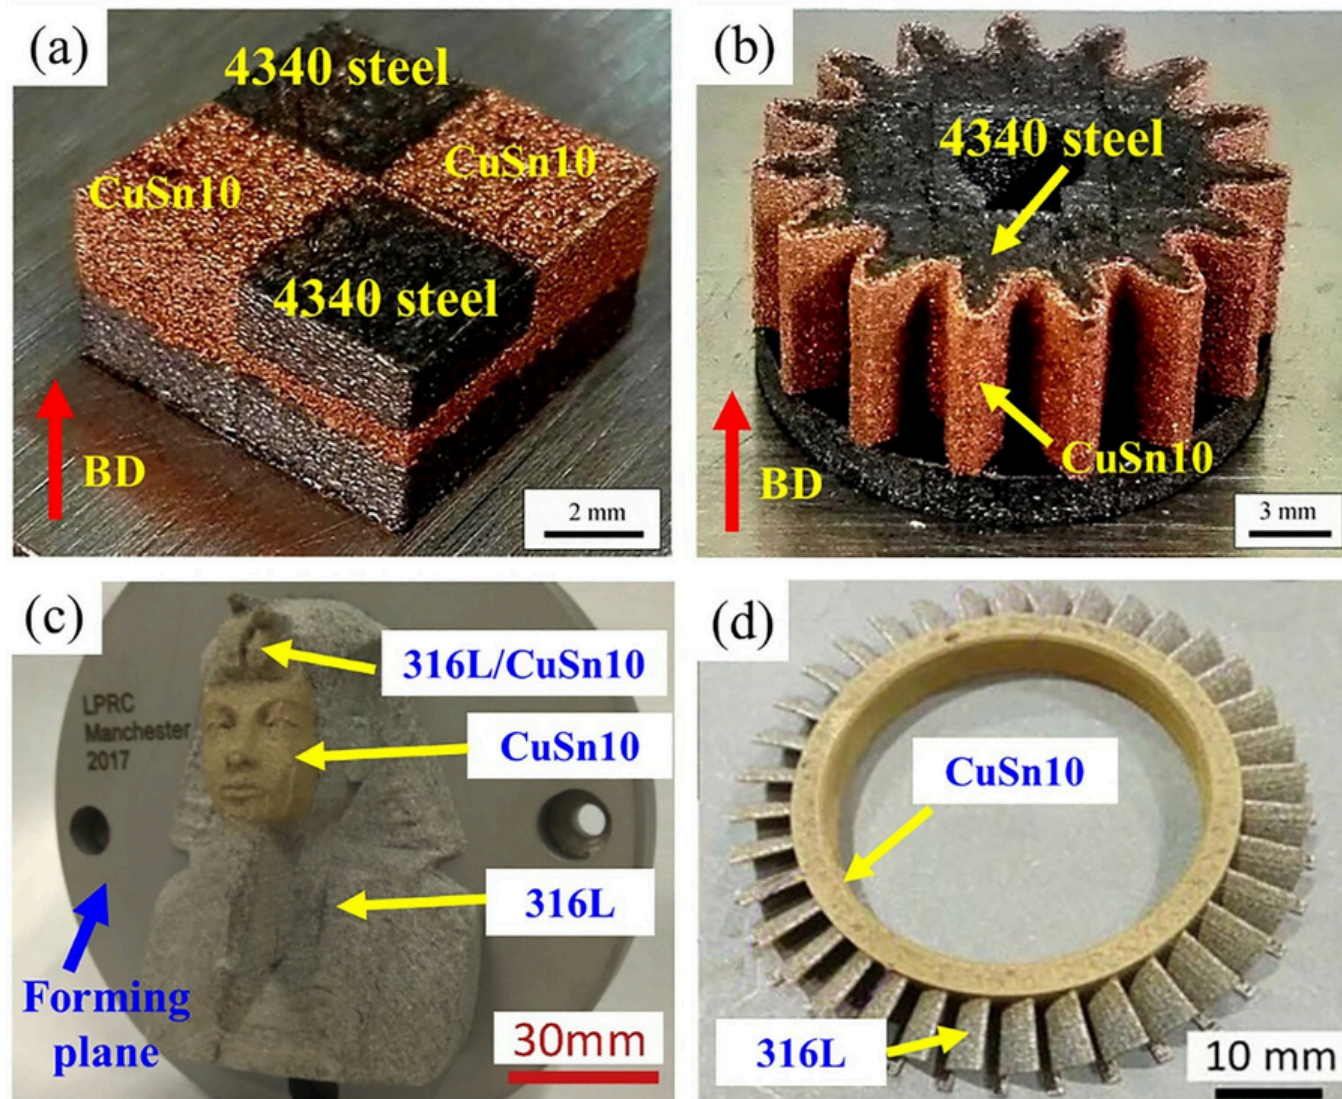 (a)
4340 steel
CuSn10
CuSn10
4340 steel
BD
2 mm
(b)
4340 steel
CuSn10
BD
3 mm
(c)
316L/CuSn10
LPRC
Manchester
2017
CuSn10
316L
Forming
plane
30mm
(d)
CuSn10
316L
10 mm